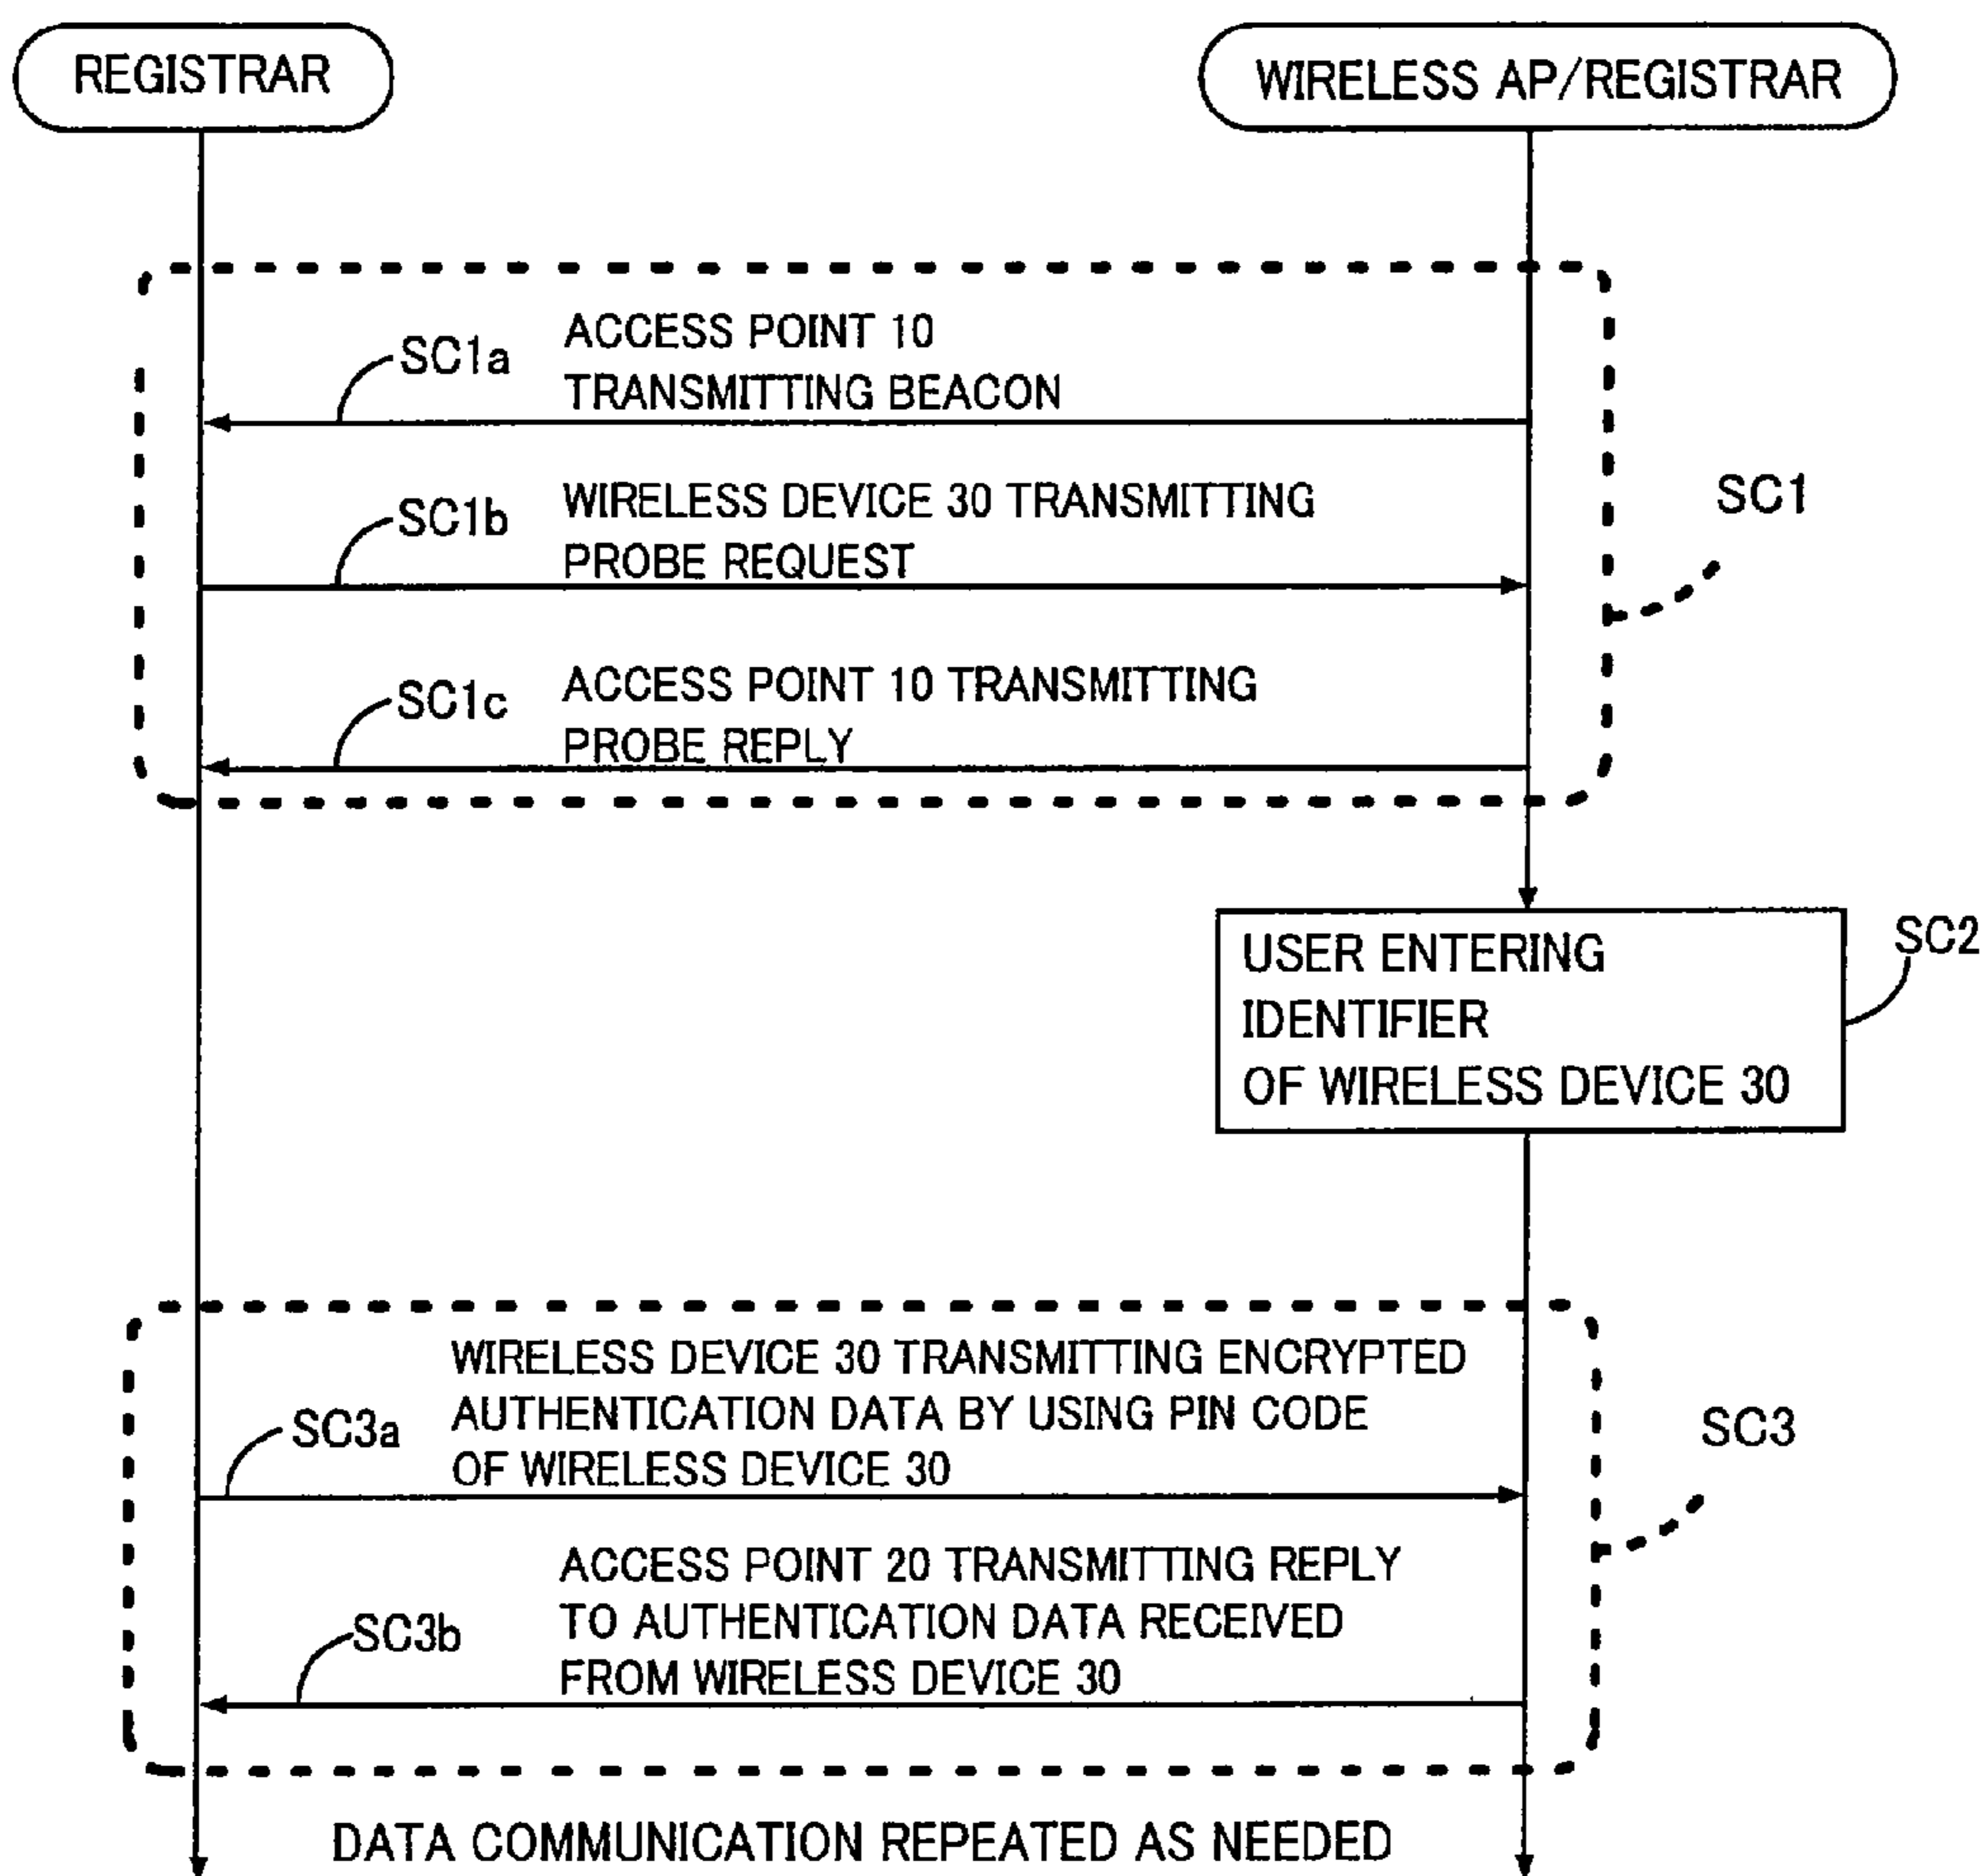 REGISTRAR
WIRELESS AP/REGISTRAR
SC1a
ACCESS POINT 10
TRANSMITTING BEACON
SC1b
WIRELESS DEVICE 30 TRANSMITTING
PROBE REQUEST
SC1
SC1c
ACCESS POINT 10 TRANSMITTING
PROBE REPLY
USER ENTERING
IDENTIFIER
OF WIRELESS DEVICE 30
SC2
SC3a
WIRELESS DEVICE 30 TRANSMITTING ENCRYPTED
AUTHENTICATION DATA BY USING PIN CODE
OF WIRELESS DEVICE 30
SC3
SC3b
ACCESS POINT 20 TRANSMITTING REPLY
TO AUTHENTICATION DATA RECEIVED
FROM WIRELESS DEVICE 30
DATA COMMUNICATION REPEATED AS NEEDED